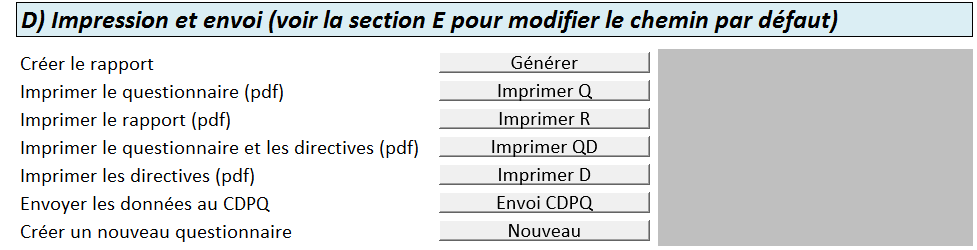 D) Impression et envoi (voir la section E pour modifier le chemin par défaut)
Créer le rapport Générer
Imprimer le questionnaire (pdf) Imprimer Q
Imprimer le rapport (pdf) Imprimer R
Imprimer le questionnaire et les directives (pdf) Imprimer QD
Imprimer les directives (pdf) Imprimer D
Envoyer les données au CDPQ Envoi CDPQ
Créer un nouveau questionnaire Nouveau